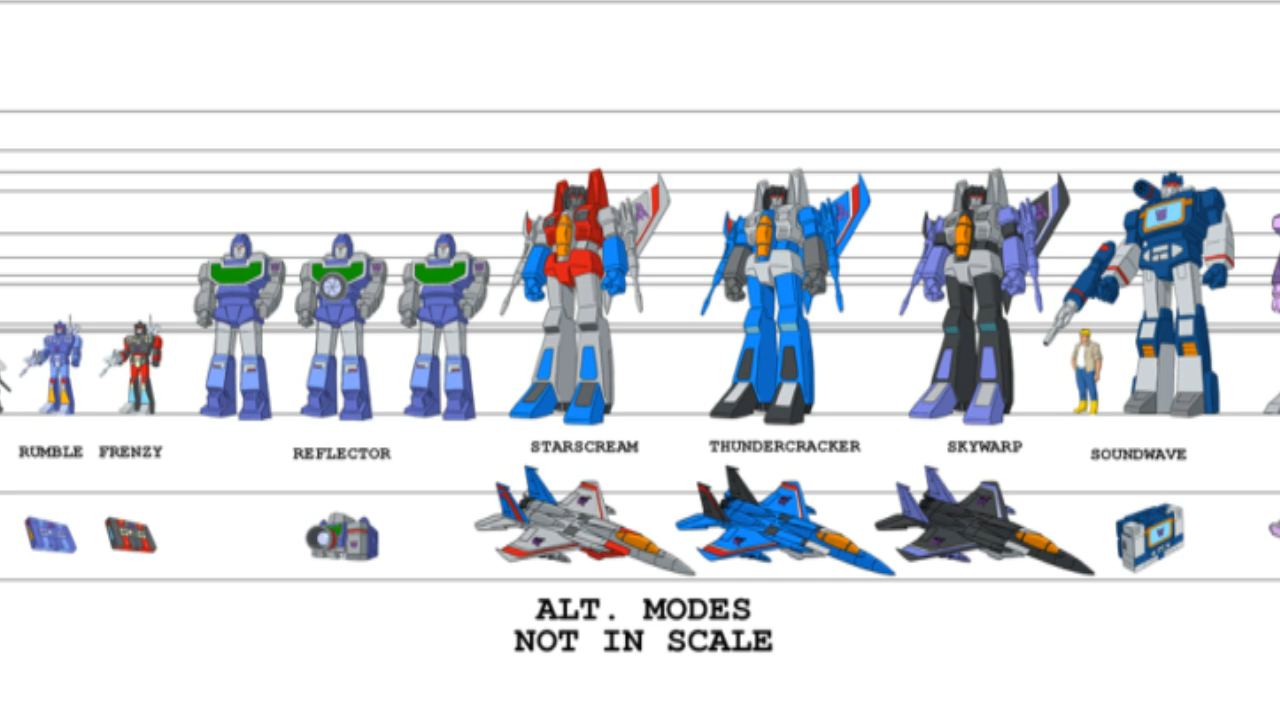 RUMBLE FRENZY REFLECTOR STARSCREAM THUNDERCRACKER SKYWARP SOUNDWAVE
ALT. MODES
NOT IN SCALE